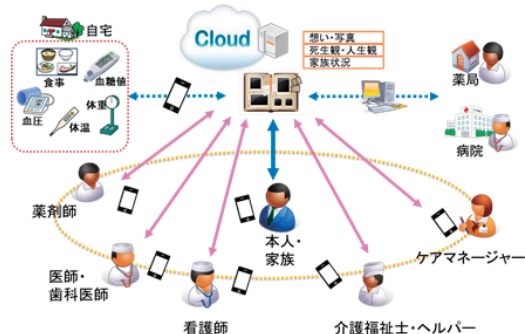 自宅
Cloud
想い・写真
死生観・人生観
家族状況
食事
血糖値
血圧
体温
体重
薬局
病院
薬剤師
本人・
家族
ケアマネージャー
医師・
歯科医師
看護師
介護福祉士・ヘルパー